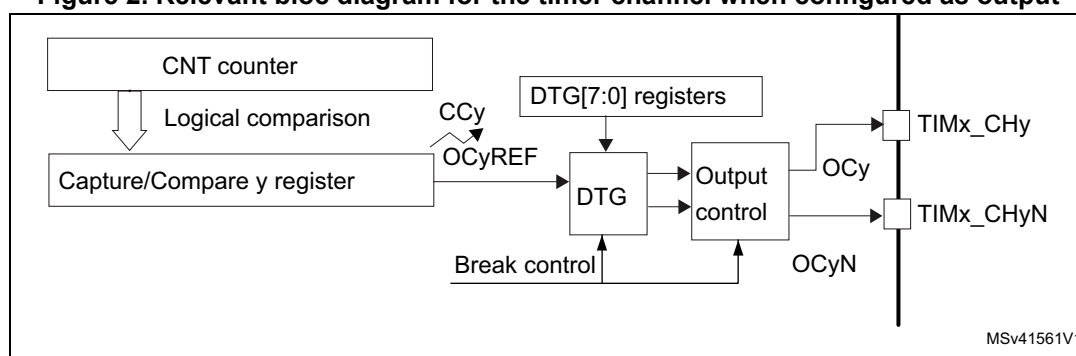 Figure 2. Relevant bloc diagram for the timer channel when configured as output
CNT counter
Logical comparison
Capture/Compare y register
CCy
OCyREF
DTG[7:0] registers
DTG
Output
control
Break control
OCy
OCyN
TIMx_CHy
TIMx_CHyN
MSv41561V1